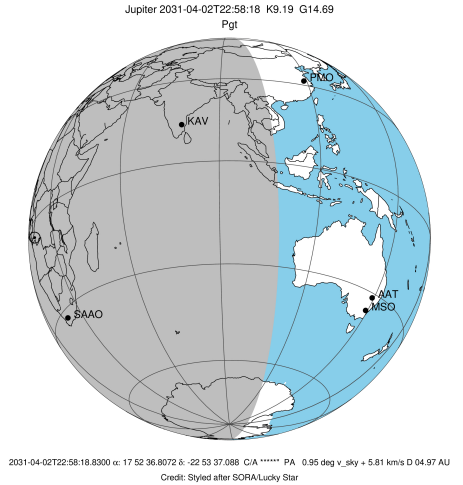 Jupiter 2031-04-02T22:58:18 K9.19 G14.69
Pgt
PMO
KAV
AAT
MSO
SAAO
2031-04-02T22:58:18.8300 α: 17 52 36.8072 δ: -22 53 37.088 C/A ****** PA 0.95 deg v_sky + 5.81 km/s D 04.97 AU
Credit: Styled after SORA/Lucky Star